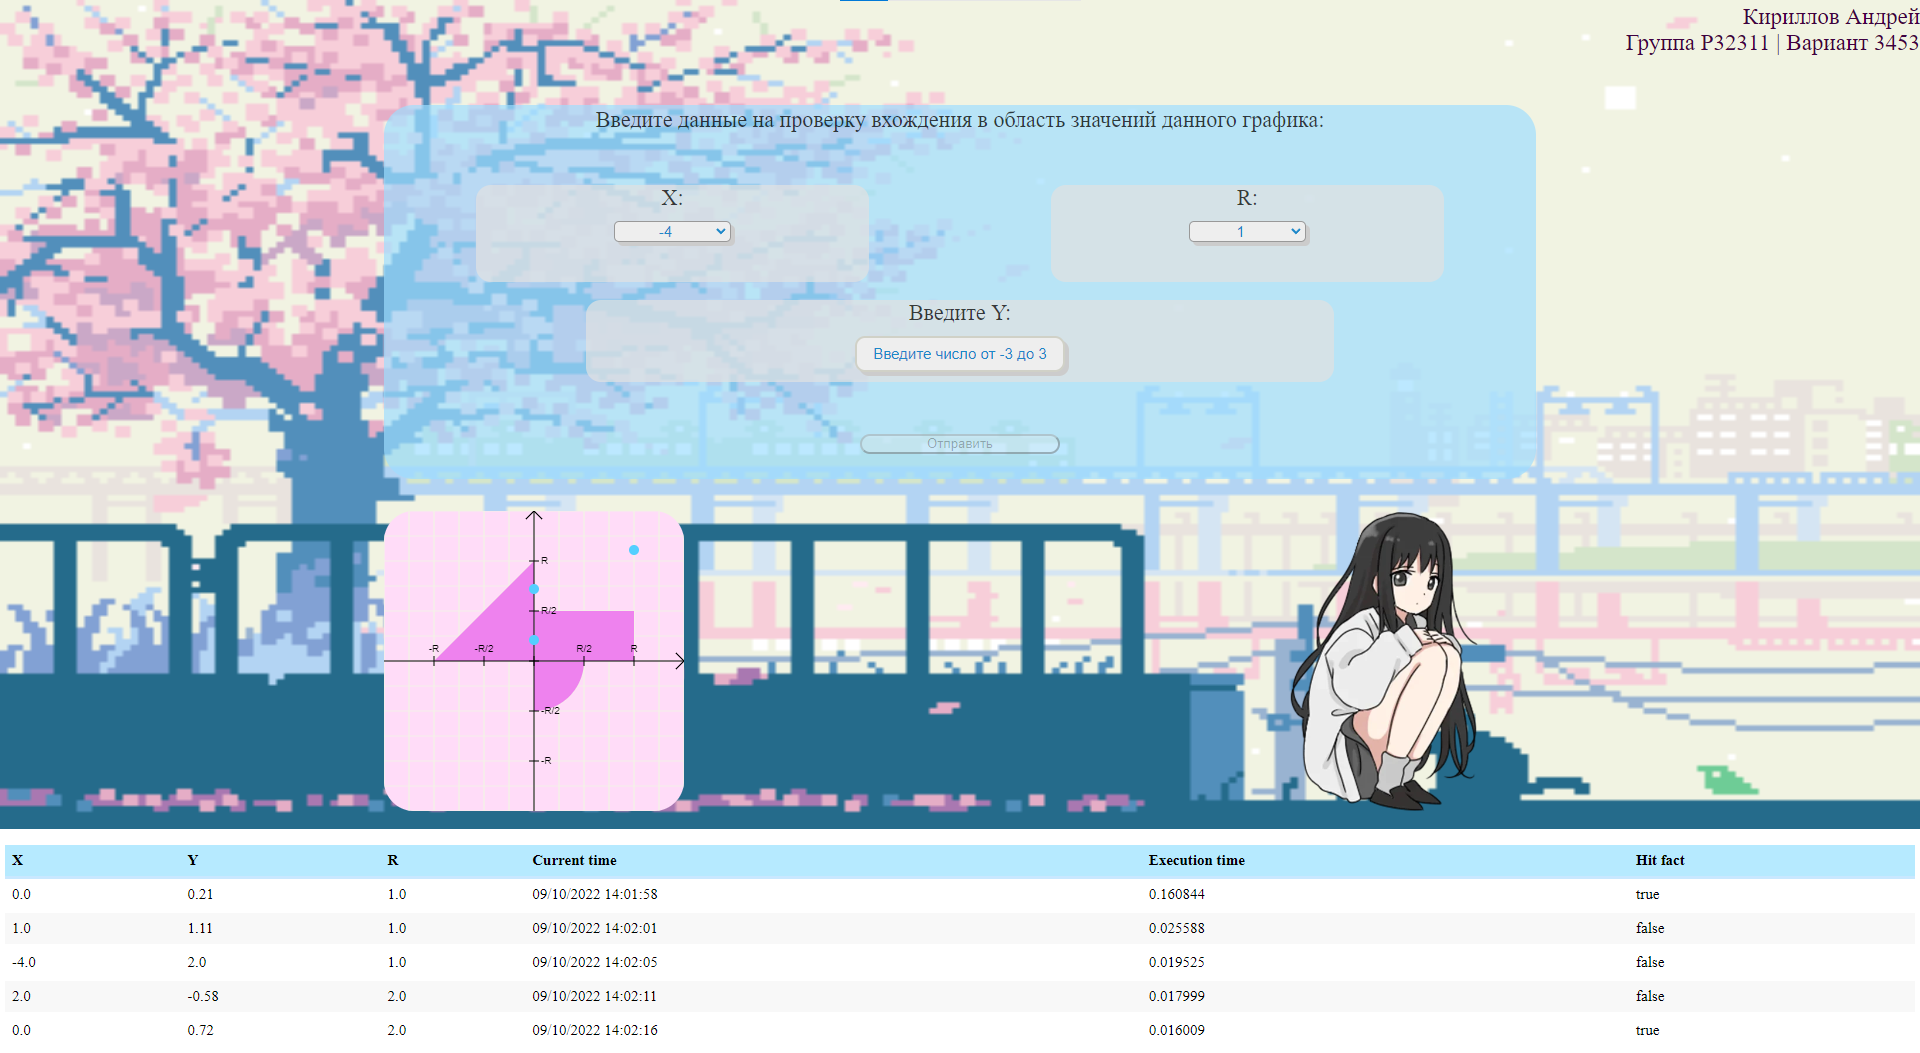 Кириллов Андрей
Группа P32311 | Вариант 3453
Введите данные на проверку вхождения в область значений данного графика:
X:
R:
-4
1
Введите Y:
Введите число от -3 до 3
Отправить
R
R/2
-R
-R/2
R/2
R
-R/2
-R
X Y R Current time Execution time Hit fact
0.0 0.21 1.0 09/10/2022 14:01:58 0.160844 true
1.0 1.11 1.0 09/10/2022 14:02:01 0.025588 false
-4.0 2.0 1.0 09/10/2022 14:02:05 0.019525 false
2.0 -0.58 2.0 09/10/2022 14:02:11 0.017999 false
0.0 0.72 2.0 09/10/2022 14:02:16 0.016009 true